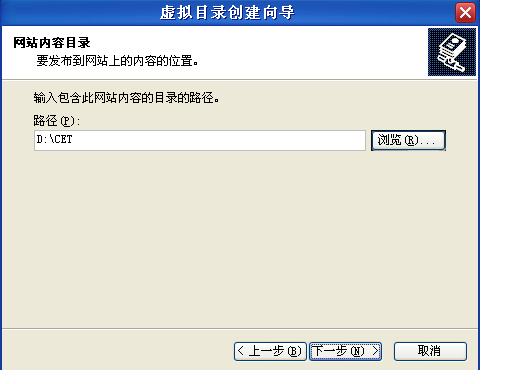 虚拟目录创建向导
网站内容目录
要发布到网站上的内容的位置。
输入包含此网站内容的目录的路径。
路径(P):
D:\CET
浏览(R)...
< 上一步(B) 下一步(N) > 取消